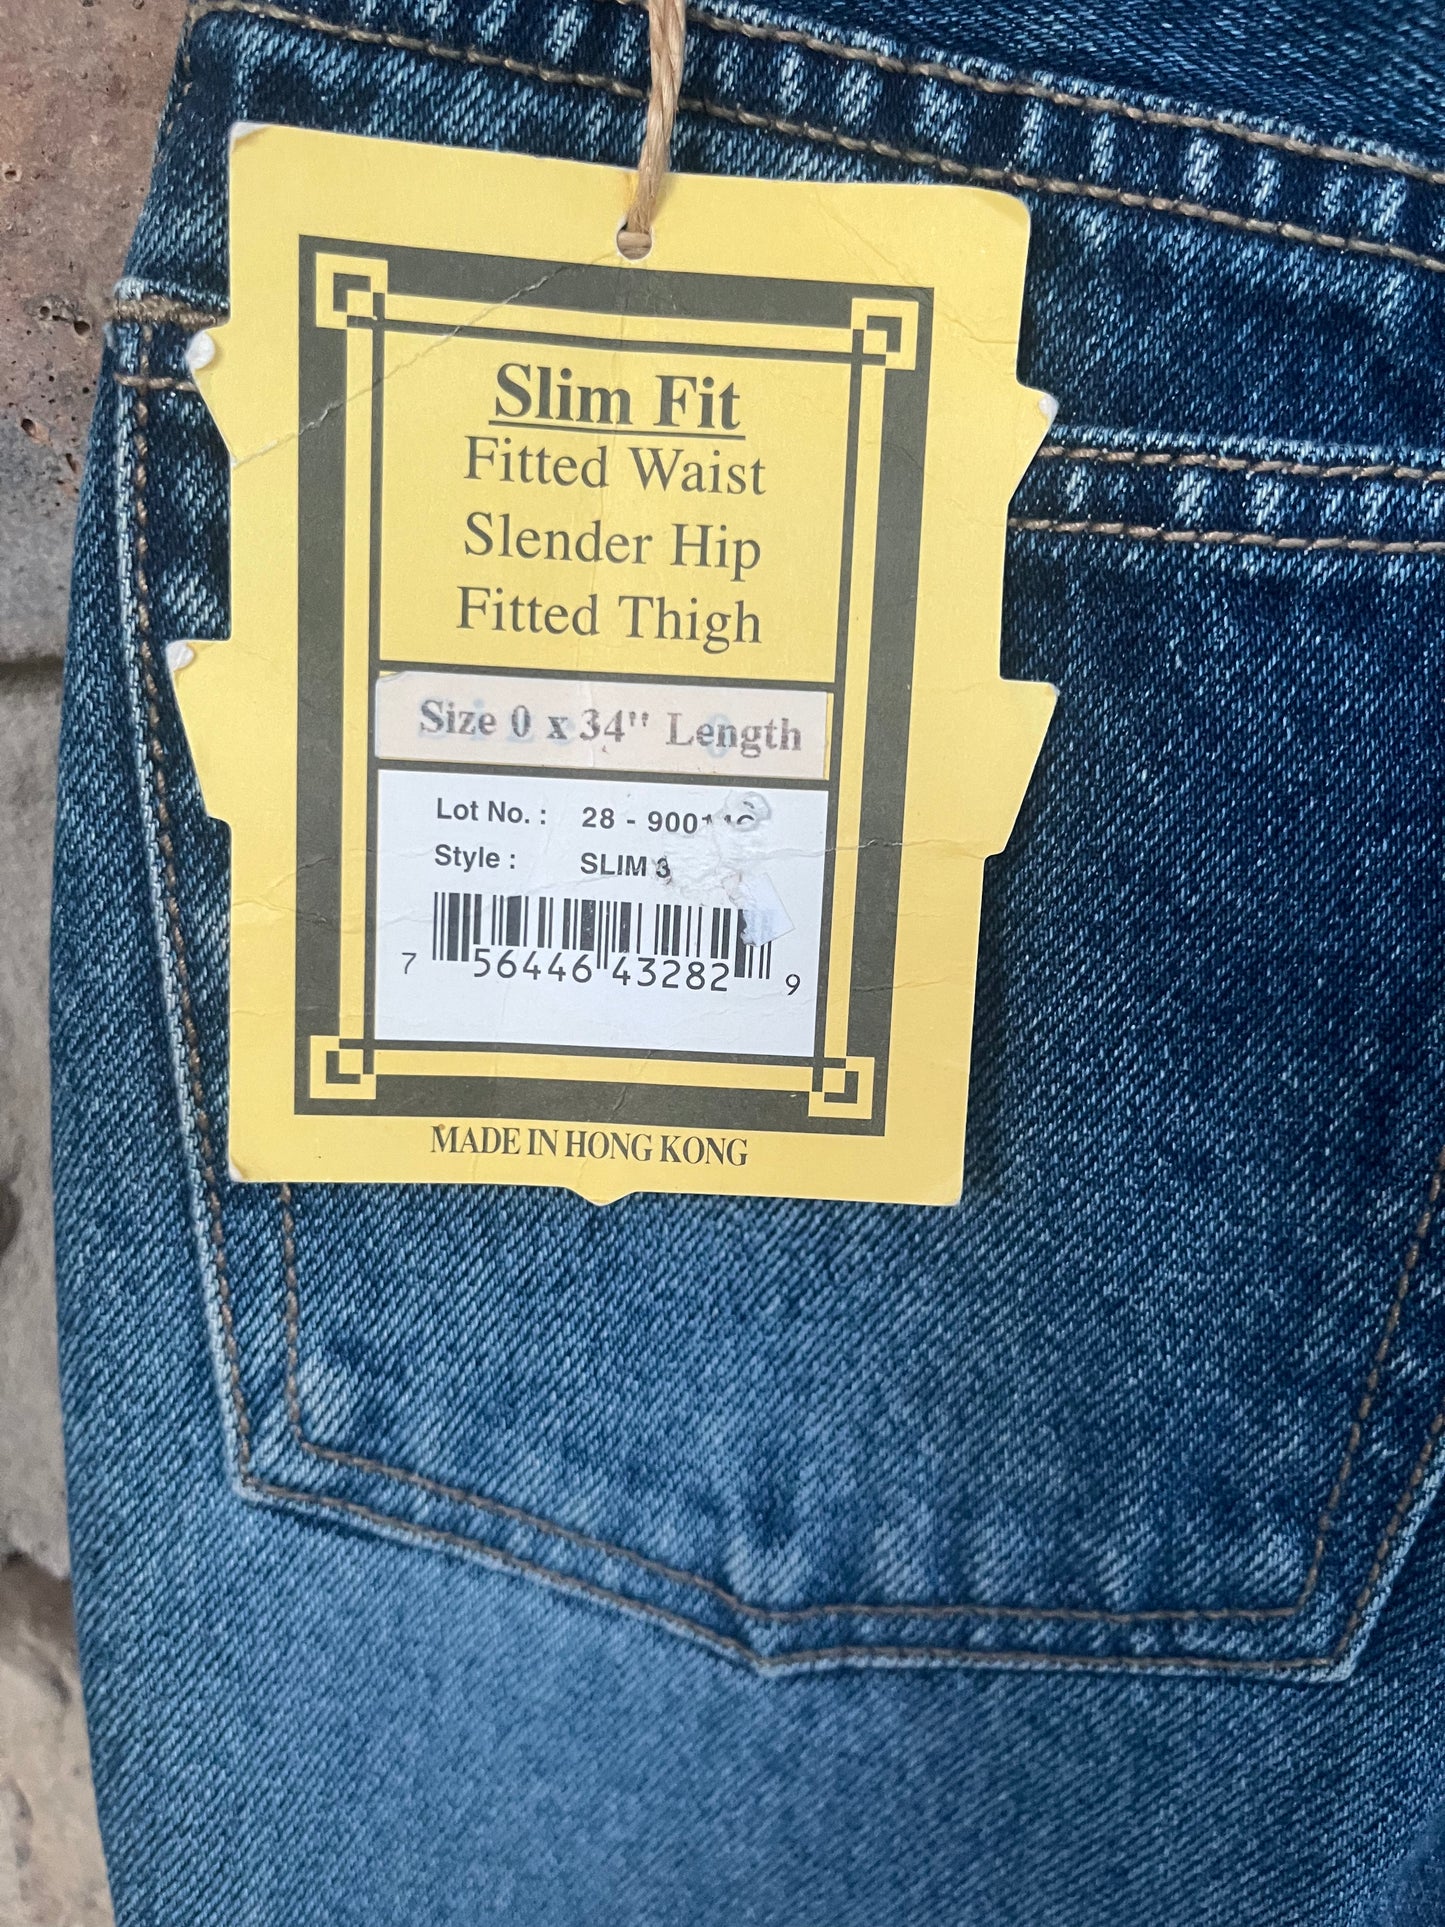 Slim Fit
Fitted Waist
Slender Hip
Fitted Thigh
Size 0 x 34" Length
Lot No. : 28 -
Style : SLIM 3
7 56446 43282 9
MADE IN HONG KONG